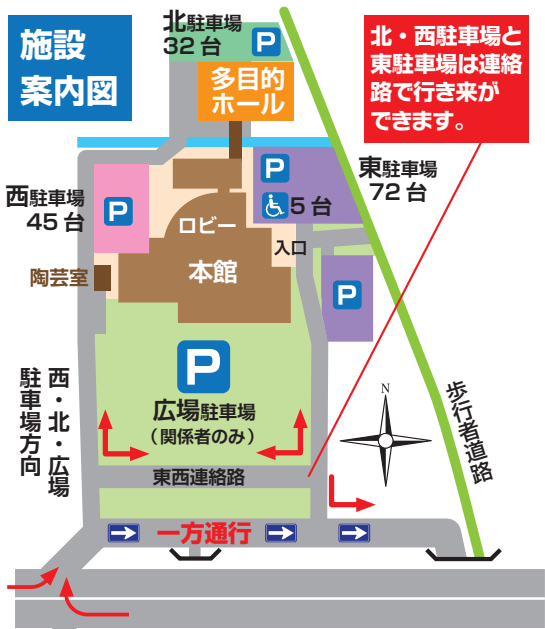 施設
案内図
北駐車場
32台
P
多目的
ホール
北・西駐車場と
東駐車場は連絡
路で行き来が
できます。
P
東駐車場
72台
5台
西駐車場
45台
P
ロビー
入口
本館
陶芸室
P
P
広場駐車場
（関係者のみ）
西・北・広場
駐車場方向
N
歩行者道路
東西連絡路
一方通行